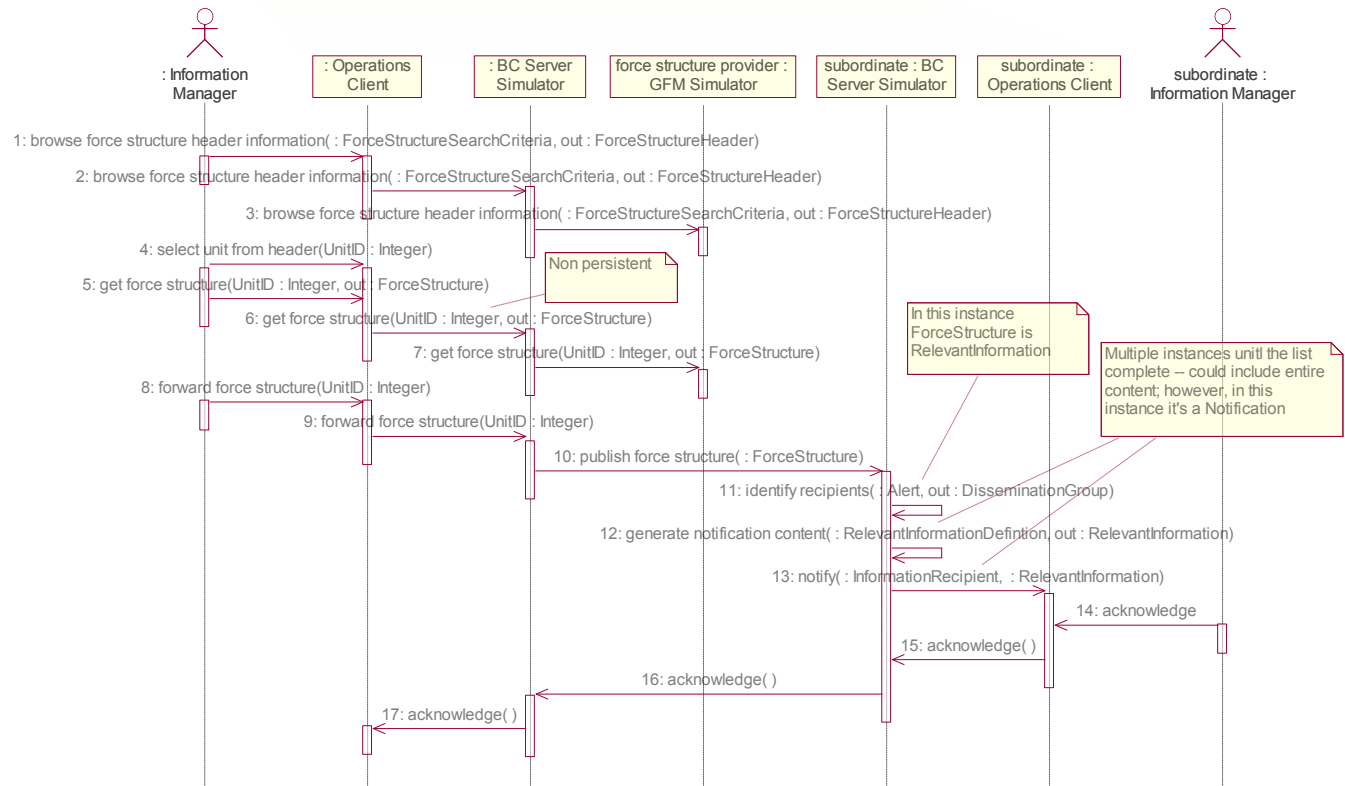 : Information
Manager
: Operations
Client
: BC Server
Simulator
force structure provider :
GFM Simulator
subordinate : BC
Server Simulator
subordinate :
Operations Client
subordinate :
Information Manager
1: browse force structure header information( : ForceStructureSearchCriteria, out : ForceStructureHeader)
2: browse force structure header information( : ForceStructureSearchCriteria, out : ForceStructureHeader)
3: browse force structure header information( : ForceStructureSearchCriteria, out : ForceStructureHeader)
4: select unit from header(UnitID : Integer)
Non persistent
5: get force structure(UnitID : Integer, out : ForceStructure)
6: get force structure(UnitID : Integer, out : ForceStructure)
In this instance
ForceStructure is
RelevantInformation
7: get force structure(UnitID : Integer, out : ForceStructure)
Multiple instances unitl the list
complete -- could include entire
content; however, in this
instance it's a Notification
8: forward force structure(UnitID : Integer)
9: forward force structure(UnitID : Integer)
10: publish force structure( : ForceStructure)
11: identify recipients( : Alert, out : DisseminationGroup)
12: generate notification content( : RelevantInformationDefintion, out : RelevantInformation)
13: notify( : InformationRecipient,  : RelevantInformation)
14: acknowledge
15: acknowledge( )
16: acknowledge( )
17: acknowledge( )